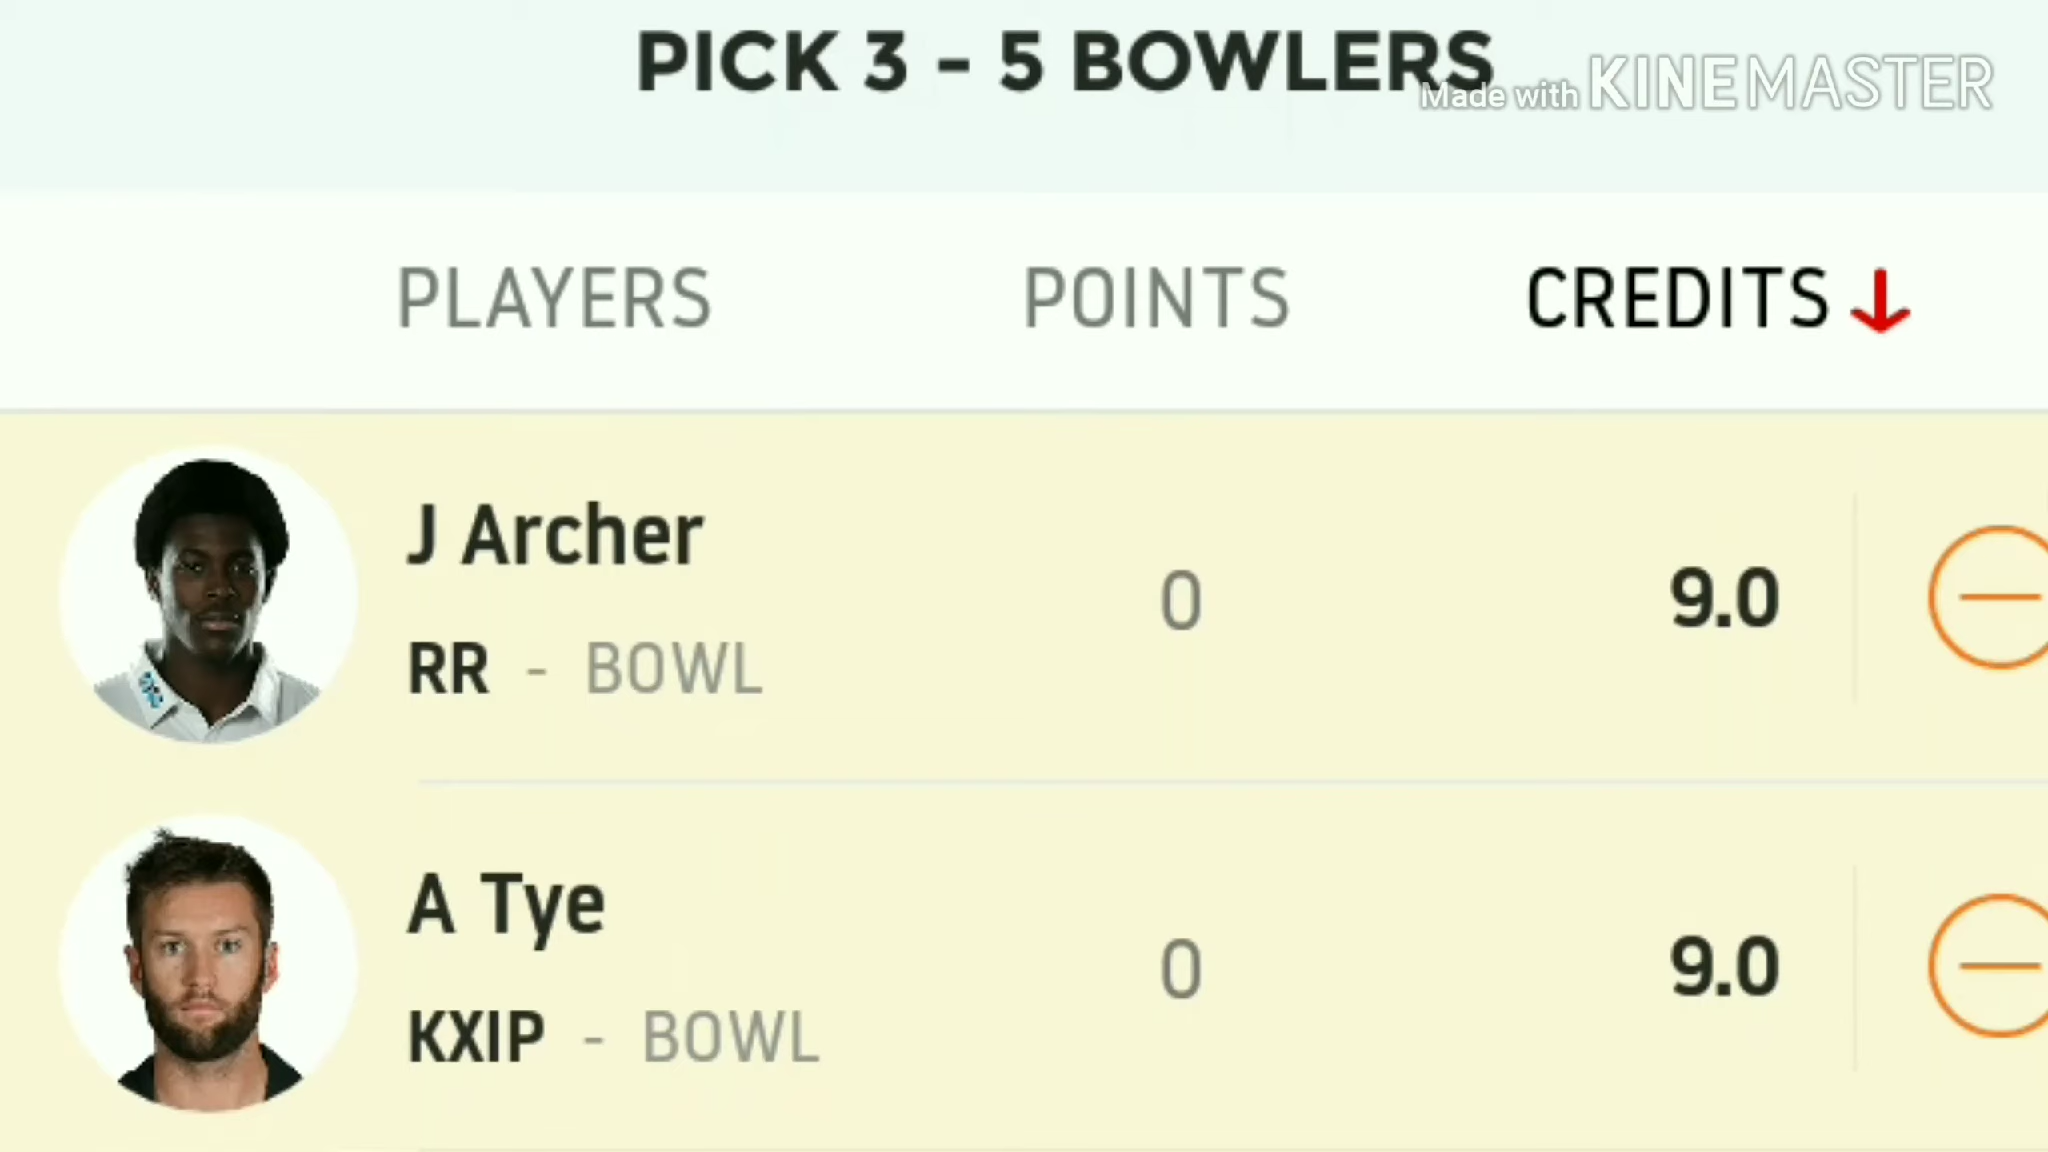 PICK 3 - 5 BOWLERS
Made with KINEMASTER
PLAYERS POINTS CREDITS
J Archer
0 9.0
RR - BOWL
A Tye
0 9.0
KXIP - BOWL